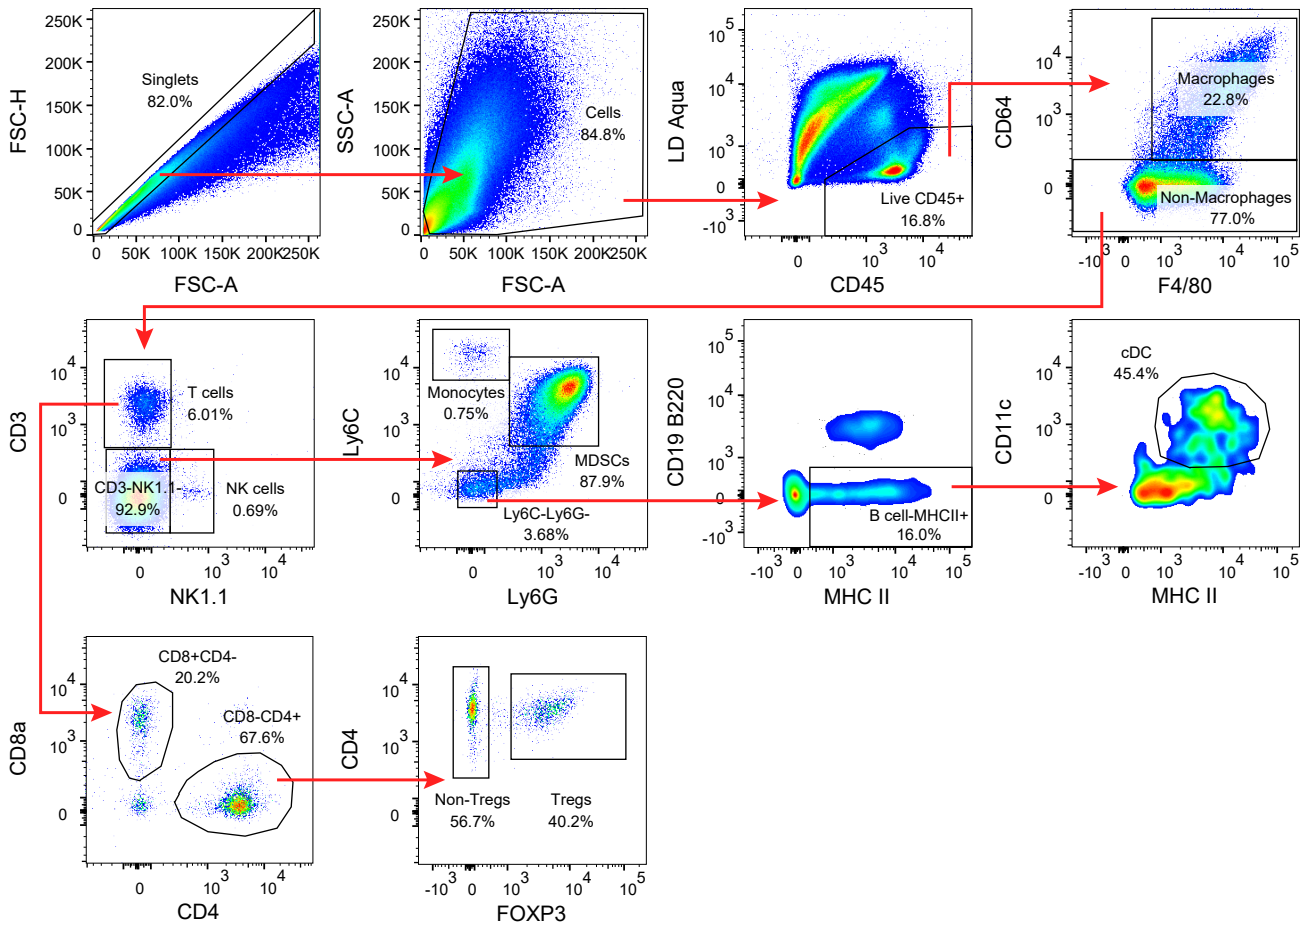 FSC-H
250K
200K
150K
100K
50K
0
Singlets
82.0%
0 50K 100K 150K 200K 250K
FSC-A
SSC-A
250K
200K
150K
100K
50K
0
Cells
84.8%
0 50K 100K 150K 200K 250K
FSC-A
LD Aqua
10^5
10^4
10^3
0
-10^3
Live CD45+
16.8%
0 10^3 10^4
CD45
CD64
10^4
10^3
0
Macrophages
22.8%
Non-Macrophages
77.0%
0 10^3 10^4 10^5
F4/80
CD3
10^4
10^3
0
T cells
6.01%
CD3-NK1.1-
92.9%
NK cells
0.69%
0 10^3 10^4
NK1.1
Ly6C
10^4
10^3
0
Monocytes
0.75%
MDSCs
87.9%
Ly6C-Ly6G-
3.68%
0 10^3 10^4
Ly6G
CD19 B220
10^5
10^4
10^3
0
-10^3
B cell-MHCII+
16.0%
-10^3 0 10^3 10^4 10^5
MHC II
CD11c
10^4
10^3
0
cDC
45.4%
-10^3 0 10^3 10^4 10^5
MHC II
CD8a
10^4
10^3
0
CD8+CD4-
20.2%
CD8-CD4+
67.6%
0 10^3 10^4
CD4
CD4
10^4
10^3
0
Non-Tregs
56.7%
Tregs
40.2%
-10^3 0 10^3 10^4 10^5
FOXP3